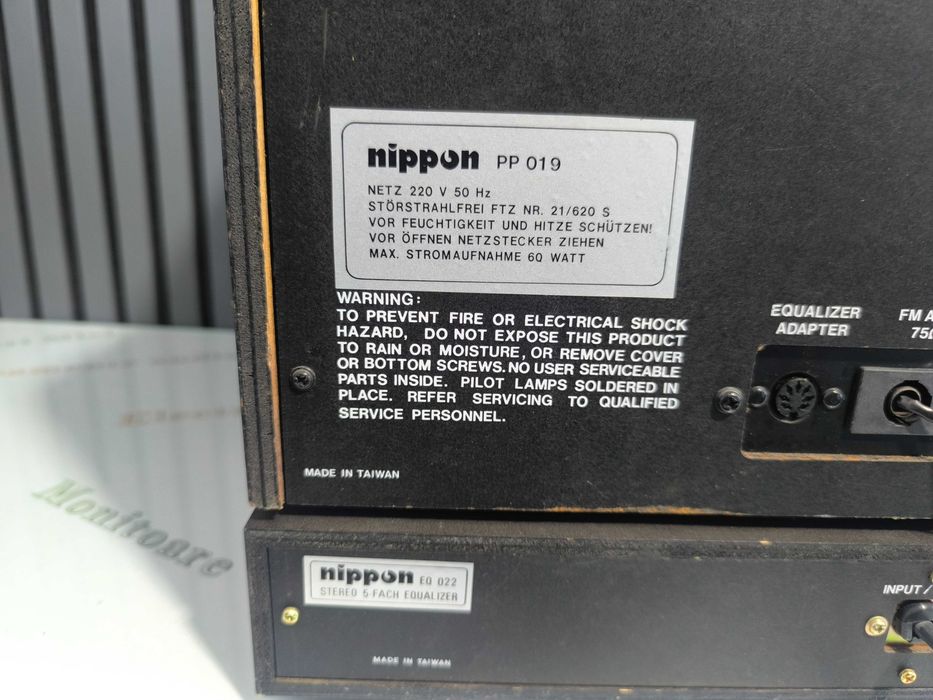 nippon PP 019
NETZ 220 V 50 Hz
STÖRSTRAHLFREI FTZ NR. 21/620 S
VOR FEUCHTIGKEIT UND HITZE SCHÜTZEN!
VOR ÖFFNEN NETZSTECKER ZIEHEN
MAX. STROMAUFNAHME 60 WATT
WARNING:
TO PREVENT FIRE OR ELECTRICAL SHOCK
HAZARD, DO NOT EXPOSE THIS PRODUCT
TO RAIN OR MOISTURE, OR REMOVE COVER
OR BOTTOM SCREWS. NO USER SERVICEABLE
PARTS INSIDE. PILOT LAMPS SOLDERED IN
PLACE. REFER SERVICING TO QUALIFIED
SERVICE PERSONNEL.
EQUALIZER
ADAPTER
FM A
75Ω
MADE IN TAIWAN
Monitoare
nippon EQ 022
STEREO 5-FACH EQUALIZER
INPUT /
MADE IN TAIWAN